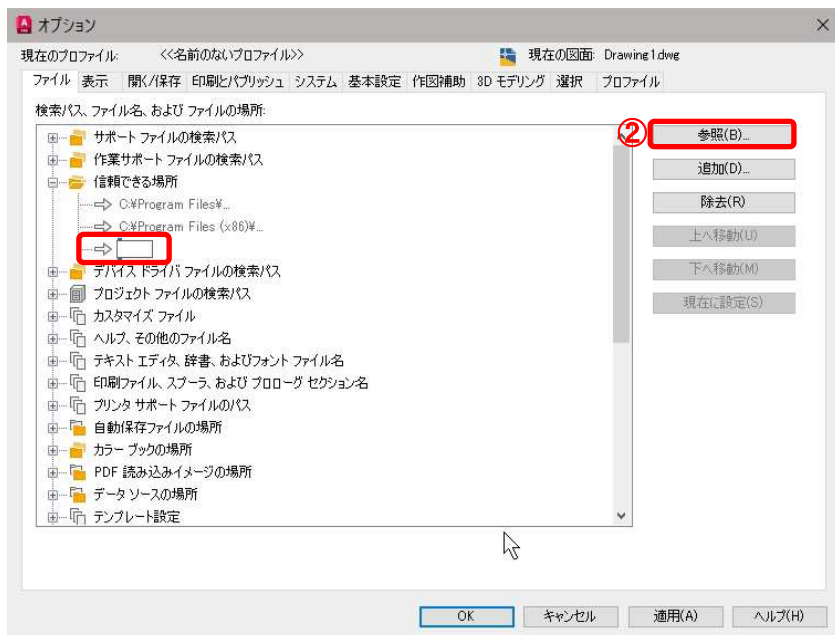 オプション
現在のプロファイル: <<名前のないプロファイル>> 現在の図面: Drawing1.dwg
ファイル 表示 開く/保存 印刷とパブリッシュ システム 基本設定 作図補助 3D モデリング 選択 プロファイル
検索パス、ファイル名、および ファイルの場所:
サポート ファイルの検索パス
② 参照(B)...
作業サポート ファイルの検索パス
追加(D)...
信頼できる場所
C:¥Program Files¥...
除去(R)
C:¥Program Files (x86)¥...
上へ移動(U)
デバイス ドライバ ファイルの検索パス
下へ移動(M)
プロジェクト ファイルの検索パス
現在に設定(S)
カスタマイズ ファイル
ヘルプ、その他のファイル名
テキスト エディタ、辞書、およびフォント ファイル名
印刷ファイル、スプーラ、および プロローグ セクション名
プリンタ サポート ファイルのパス
自動保存ファイルの場所
カラー ブックの場所
PDF 読み込みイメージの場所
データ ソースの場所
テンプレート設定
OK キャンセル 適用(A) ヘルプ(H)